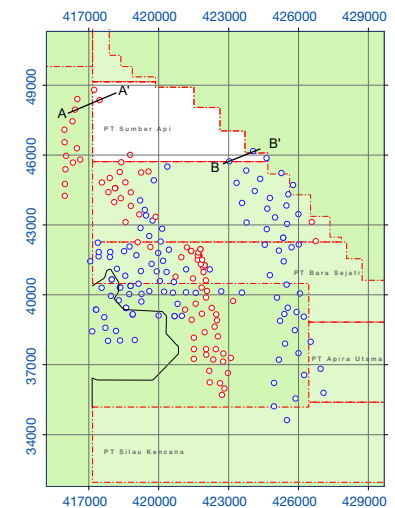 417000 420000 423000 426000 429000
49000
A A'
PT Sumber Api
46000
B B'
43000
PT Bara Sejati
40000
PT Apira Utama
37000
PT Silau Kencana
34000
417000 420000 423000 426000 429000